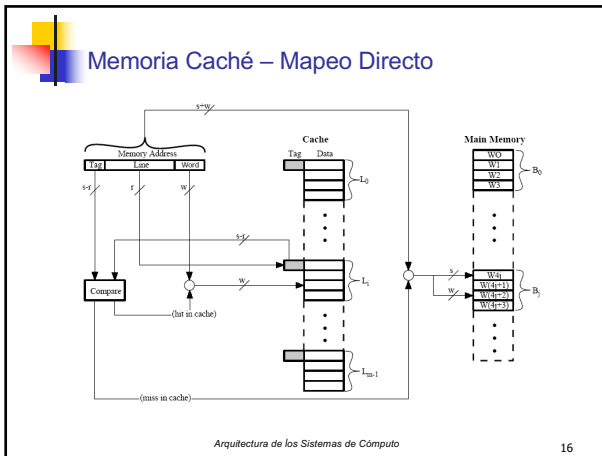 Memoria Caché – Mapeo Directo
s+w
Cache
Main Memory
Memory Address
Tag Data
Tag Line Word
W0
W1
W2
W3
B0
L0
s-r
r
w
s-r
Compare
w
Li
s
w
W4j
W(4j+1)
W(4j+2)
W(4j+3)
Bj
(hit in cache)
Lm-1
(miss in cache)
Arquitectura de los Sistemas de Cómputo
16